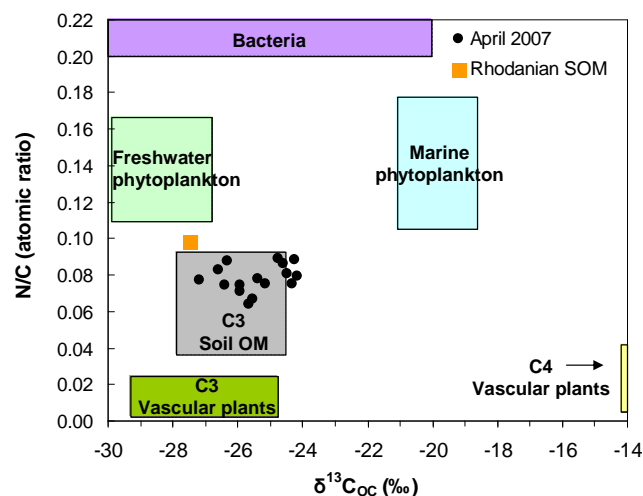 0.22
0.20
0.18
0.16
0.14
0.12
0.10
0.08
0.06
0.04
0.02
0.00
N/C (atomic ratio)
Bacteria
April 2007
Rhodanian SOM
Freshwater
phytoplankton
Marine
phytoplankton
C3
Soil OM
C3
Vascular plants
C4
Vascular plants
-30 -28 -26 -24 -22 -20 -18 -16 -14
δ¹³C_OC (‰)